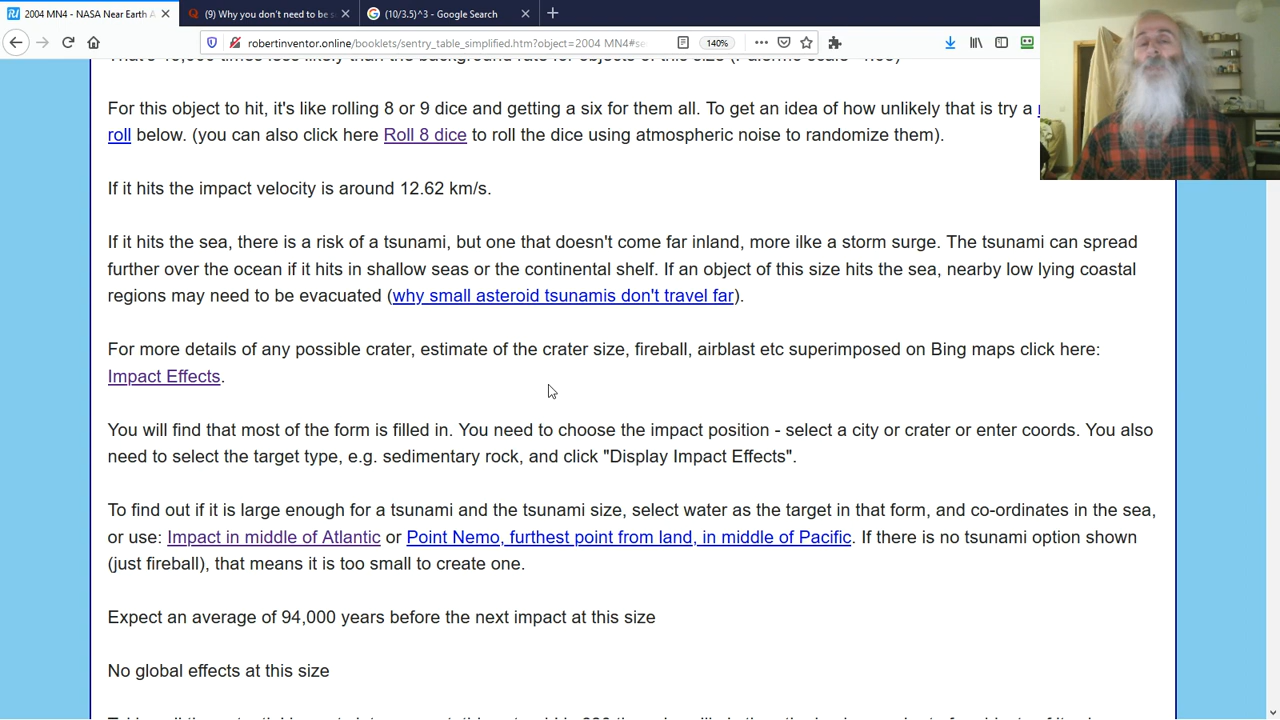 2004 MN4 - NASA Near Earth A
(9) Why you don't need to be s
(10/3.5)^3 - Google Search
robertinventor.online/booklets/sentry_table_simplified.htm?object=2004 MN4#se
140%
For this object to hit, it's like rolling 8 or 9 dice and getting a six for them all. To get an idea of how unlikely that is try a
roll below. (you can also click here Roll 8 dice to roll the dice using atmospheric noise to randomize them).
If it hits the impact velocity is around 12.62 km/s.
If it hits the sea, there is a risk of a tsunami, but one that doesn't come far inland, more ilke a storm surge. The tsunami can spread
further over the ocean if it hits in shallow seas or the continental shelf. If an object of this size hits the sea, nearby low lying coastal
regions may need to be evacuated (why small asteroid tsunamis don't travel far).
For more details of any possible crater, estimate of the crater size, fireball, airblast etc superimposed on Bing maps click here:
Impact Effects.
You will find that most of the form is filled in. You need to choose the impact position - select a city or crater or enter coords. You also
need to select the target type, e.g. sedimentary rock, and click "Display Impact Effects".
To find out if it is large enough for a tsunami and the tsunami size, select water as the target in that form, and co-ordinates in the sea,
or use: Impact in middle of Atlantic or Point Nemo, furthest point from land, in middle of Pacific. If there is no tsunami option shown
(just fireball), that means it is too small to create one.
Expect an average of 94,000 years before the next impact at this size
No global effects at this size